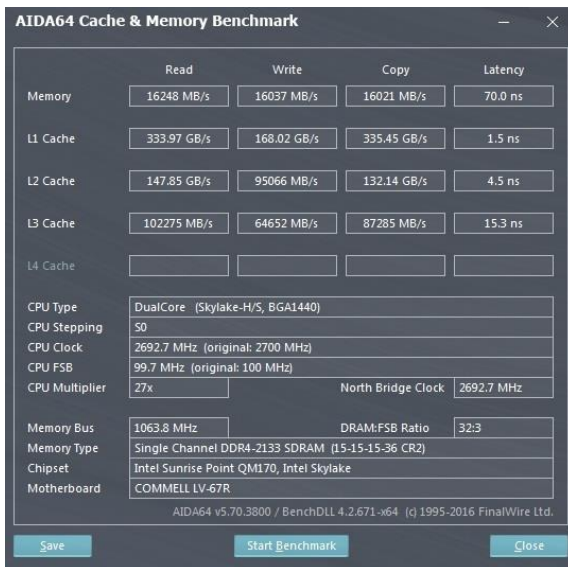 AIDA64 Cache & Memory Benchmark
Read Write Copy Latency
Memory 16248 MB/s 16037 MB/s 16021 MB/s 70.0 ns
L1 Cache 333.97 GB/s 168.02 GB/s 335.45 GB/s 1.5 ns
L2 Cache 147.85 GB/s 95066 MB/s 132.14 GB/s 4.5 ns
L3 Cache 102275 MB/s 64652 MB/s 87285 MB/s 15.3 ns
L4 Cache
CPU Type DualCore (Skylake-H/S, BGA1440)
CPU Stepping S0
CPU Clock 2692.7 MHz (original: 2700 MHz)
CPU FSB 99.7 MHz (original: 100 MHz)
CPU Multiplier 27x North Bridge Clock 2692.7 MHz
Memory Bus 1063.8 MHz DRAM:FSB Ratio 32:3
Memory Type Single Channel DDR4-2133 SDRAM (15-15-15-36 CR2)
Chipset Intel Sunrise Point QM170, Intel Skylake
Motherboard COMMELL LV-67R
AIDA64 v5.70.3800 / BenchDLL 4.2.671-x64 (c) 1995-2016 FinalWire Ltd.
Save Start Benchmark Close